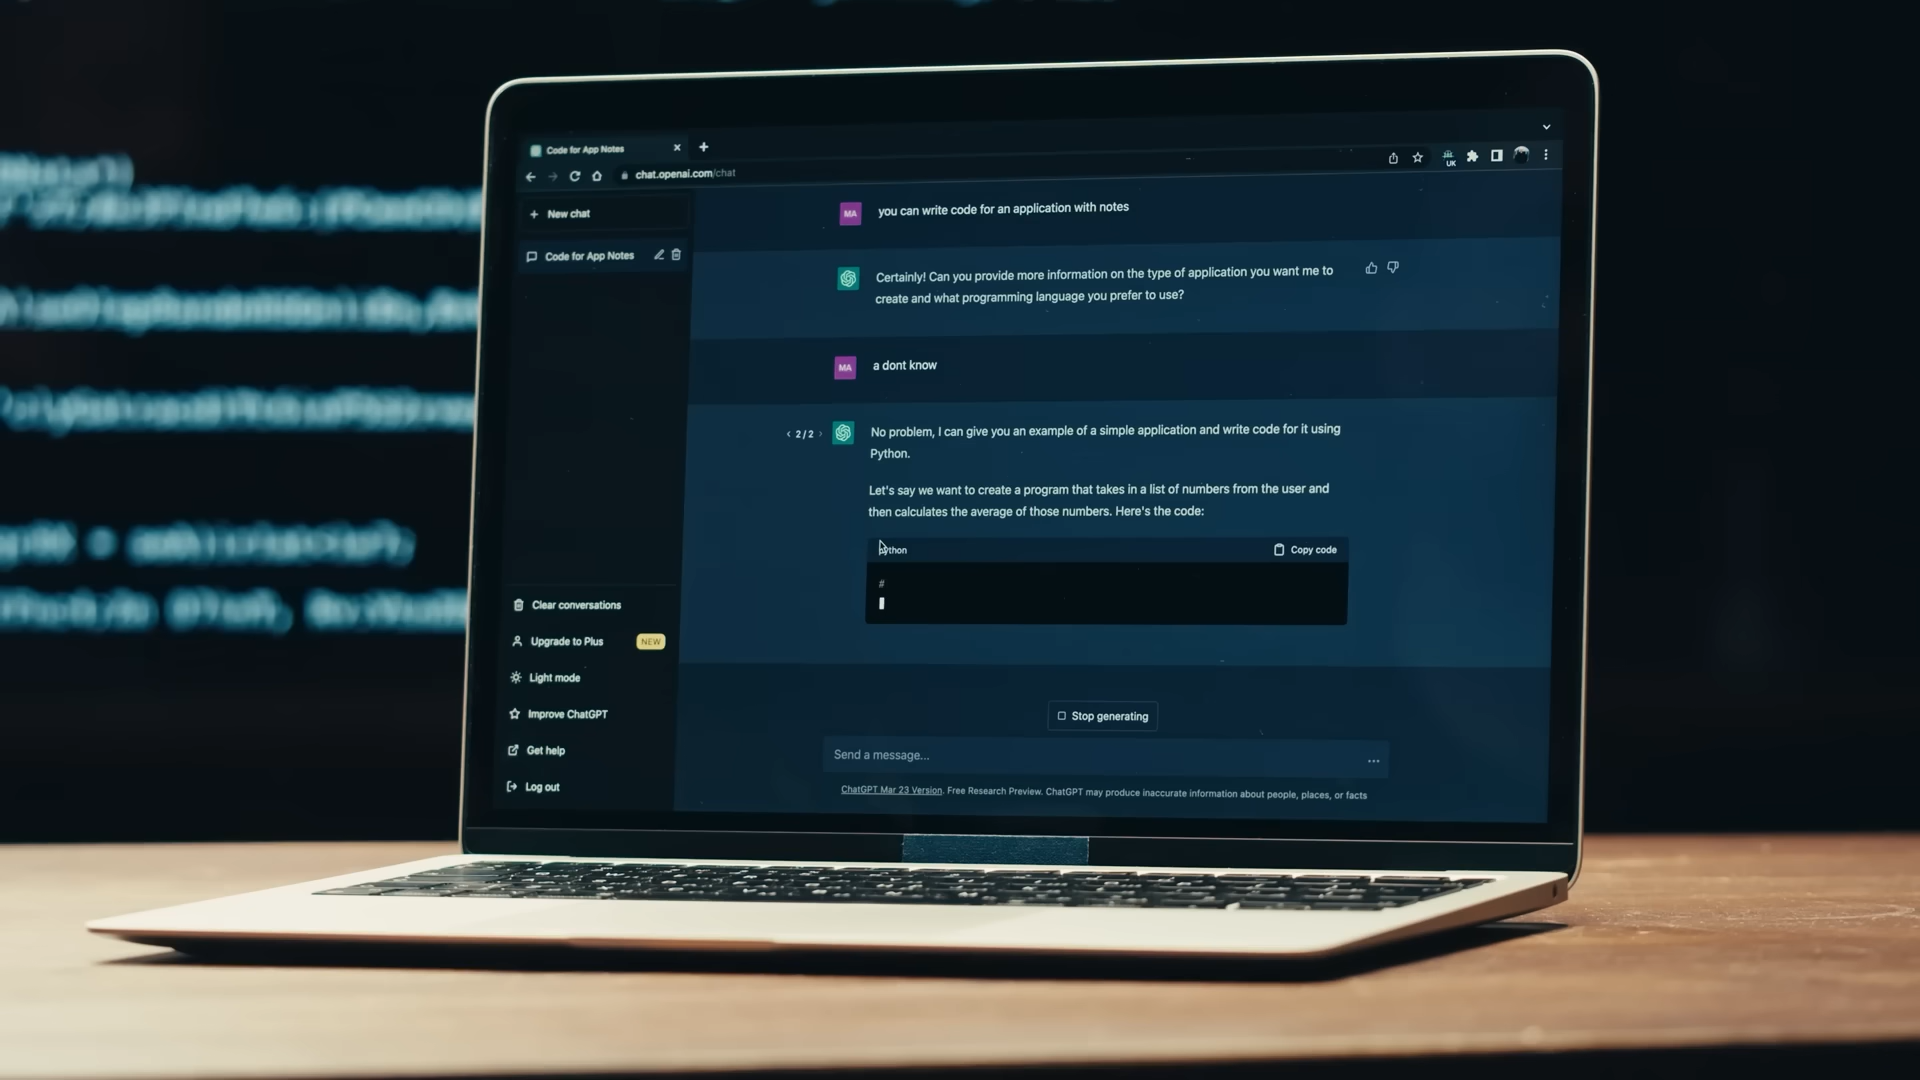 Code for App Notes
chat.openai.com/chat
UK
New chat
Code for App Notes
MA
you can write code for an application with notes
Certainly! Can you provide more information on the type of application you want me to
create and what programming language you prefer to use?
MA
a dont know
< 2/2 >
No problem, I can give you an example of a simple application and write code for it using
Python.
Let's say we want to create a program that takes in a list of numbers from the user and
then calculates the average of those numbers. Here's the code:
python
Copy code
#
Clear conversations
Upgrade to Plus
NEW
Light mode
Improve ChatGPT
Get help
Log out
Stop generating
Send a message...
ChatGPT Mar 23 Version. Free Research Preview. ChatGPT may produce inaccurate information about people, places, or facts